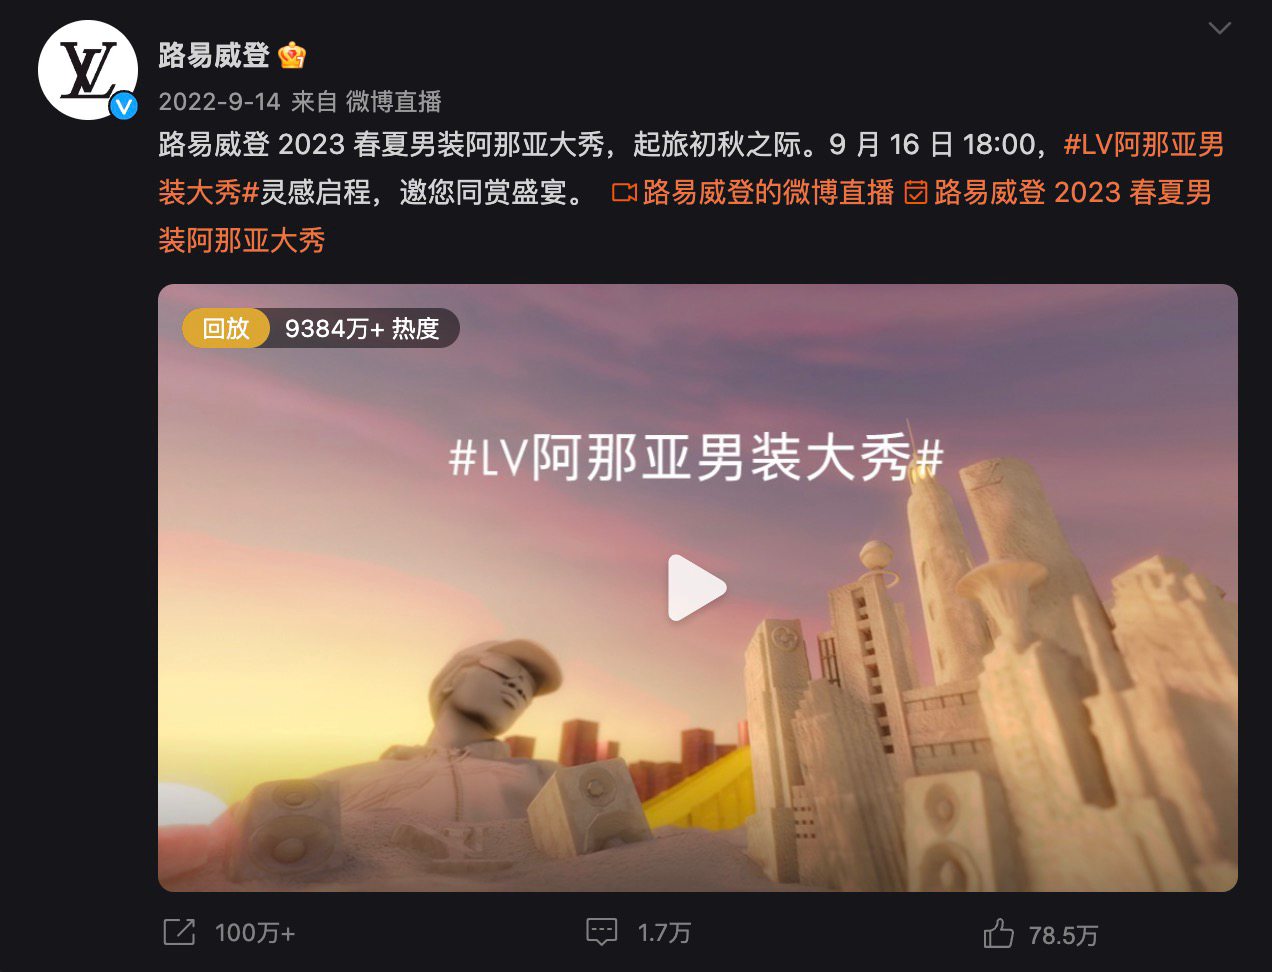 LV
V
路易威登
2022-9-14 来自 微博直播
路易威登 2023 春夏男装阿那亚大秀，起旅初秋之际。9 月 16 日 18:00，#LV阿那亚男
装大秀#灵感启程，邀您同赏盛宴。 路易威登的微博直播 路易威登 2023 春夏男
装阿那亚大秀
回放 9384万+ 热度
#LV阿那亚男装大秀#
100万+ 1.7万 78.5万